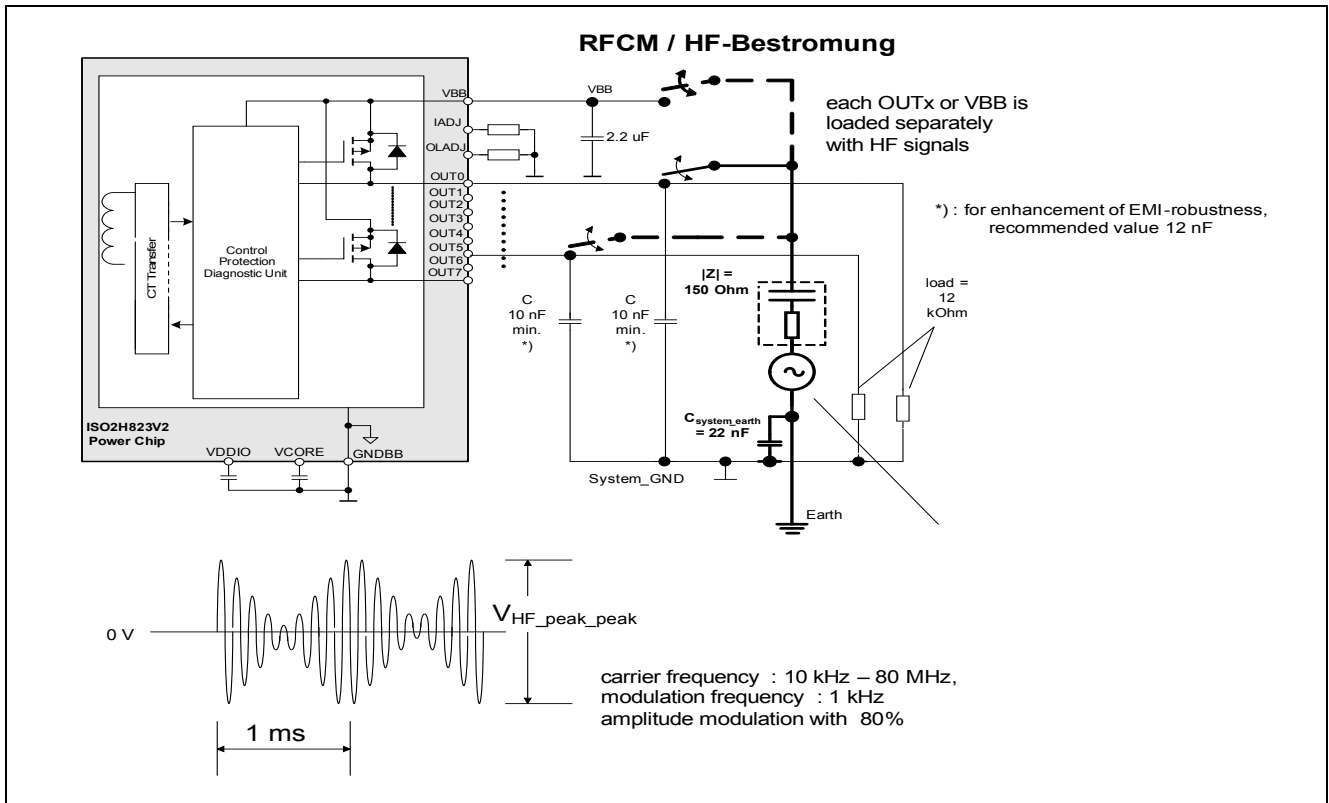 RFCM / HF-Bestromung
VBB
VBB
IADJ
OLADJ
OUT0
OUT1
OUT2
OUT3
OUT4
OUT5
OUT6
OUT7
2.2 uF
each OUTx or VBB is
loaded separately
with HF signals
*) : for enhancement of EMI-robustness,
recommended value 12 nF
CT Transfer
Control
Protection
Diagnostic Unit
|Z| =
150 Ohm
load =
12
kOhm
C
10 nF
min.
*)
C
10 nF
min.
*)
Csystem_earth
= 22 nF
ISO2H823V2
Power Chip
VDDIO
VCORE
GNDBB
System_GND
Earth
0 V
VHF_peak_peak
carrier frequency : 10 kHz – 80 MHz,
modulation frequency : 1 kHz
amplitude modulation with 80%
1 ms